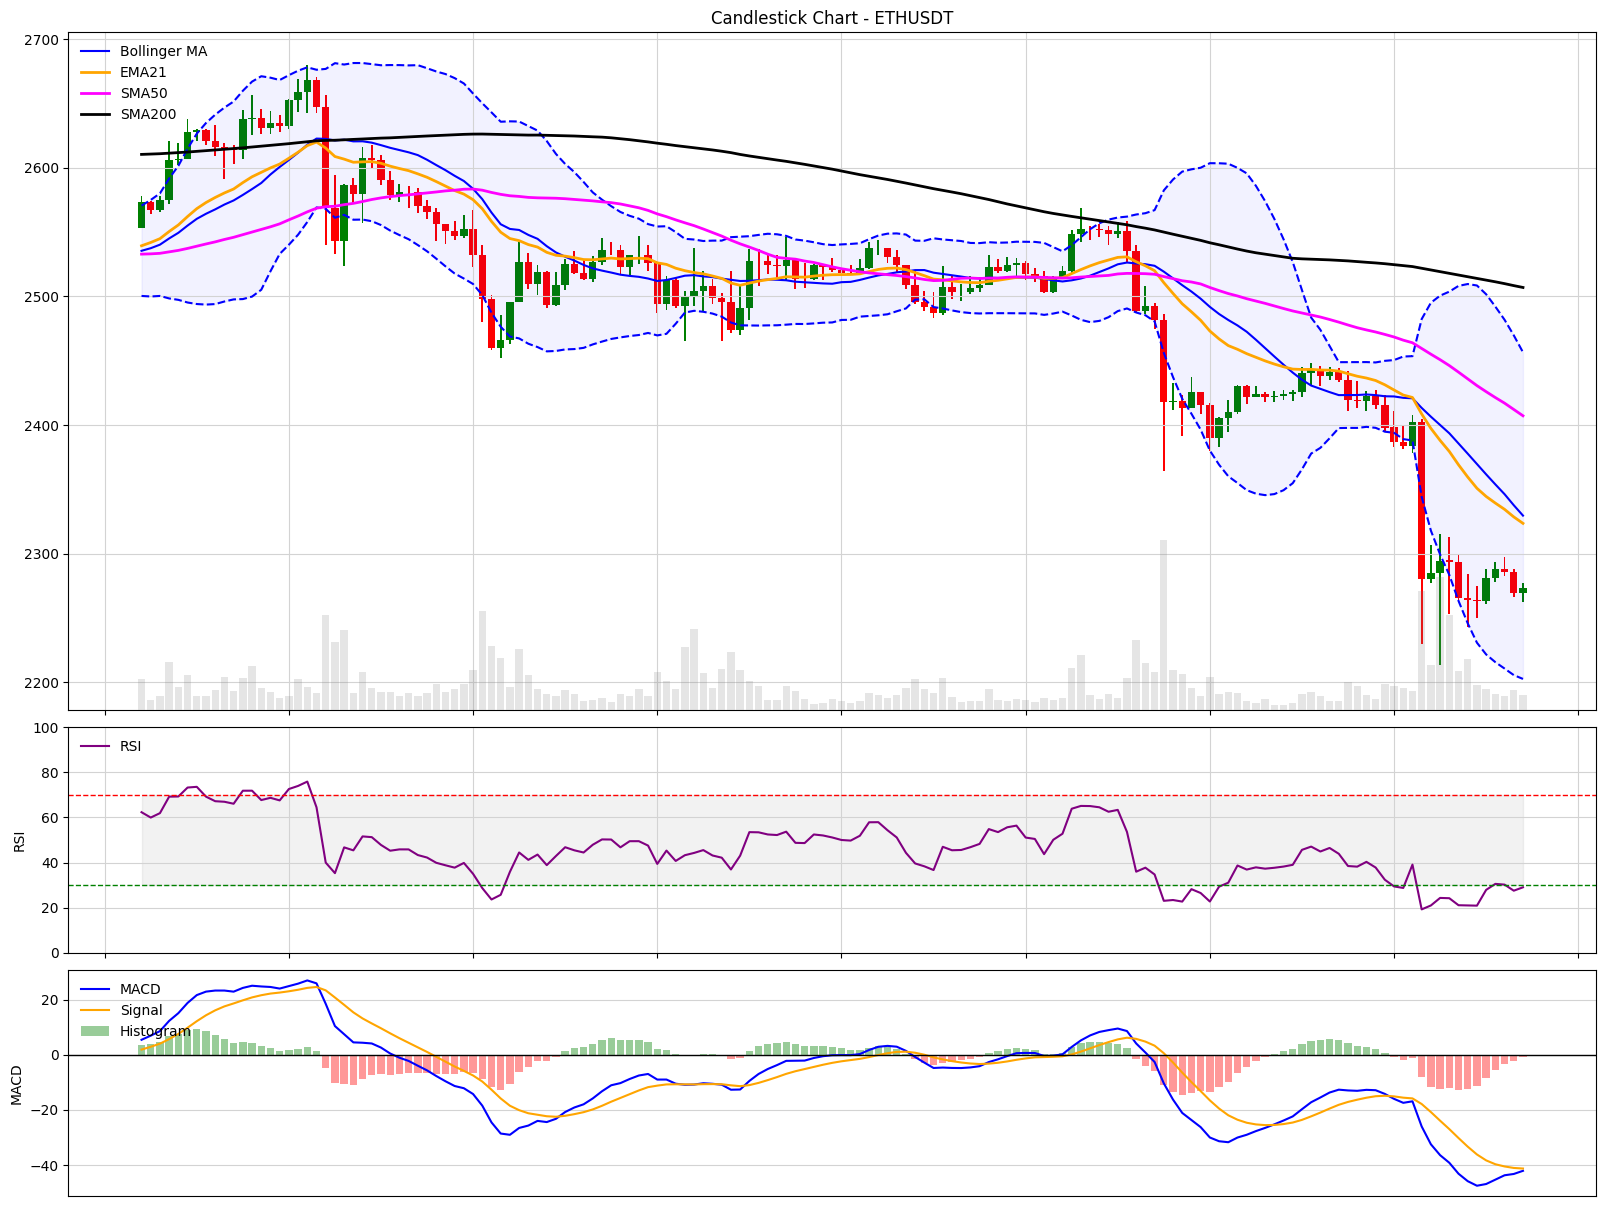 Candlestick Chart - ETHUSDT
2700
2600
2500
2400
2300
2200
Bollinger MA
EMA21
SMA50
SMA200
100
80
60
40
20
0
RSI
RSI
20
0
−20
−40
MACD
MACD
Signal
Histogram